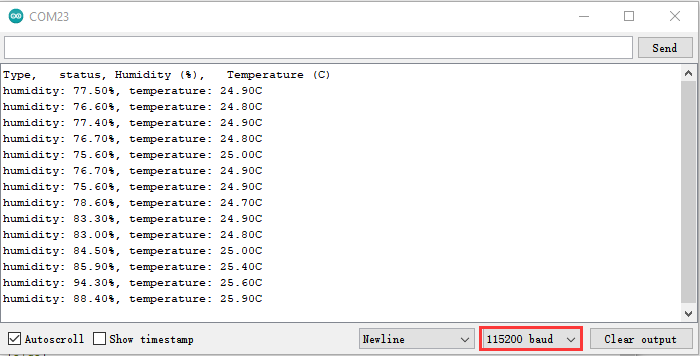 COM23
Send
Type,   status, Humidity (%),   Temperature (C)
humidity: 77.50%, temperature: 24.90C
humidity: 76.60%, temperature: 24.80C
humidity: 77.40%, temperature: 24.90C
humidity: 76.70%, temperature: 24.80C
humidity: 75.60%, temperature: 25.00C
humidity: 76.70%, temperature: 24.90C
humidity: 75.60%, temperature: 24.90C
humidity: 78.60%, temperature: 24.70C
humidity: 83.30%, temperature: 24.90C
humidity: 83.00%, temperature: 24.80C
humidity: 84.50%, temperature: 25.00C
humidity: 85.90%, temperature: 25.40C
humidity: 94.30%, temperature: 25.60C
humidity: 88.40%, temperature: 25.90C
Autoscroll Show timestamp Newline 115200 baud Clear output